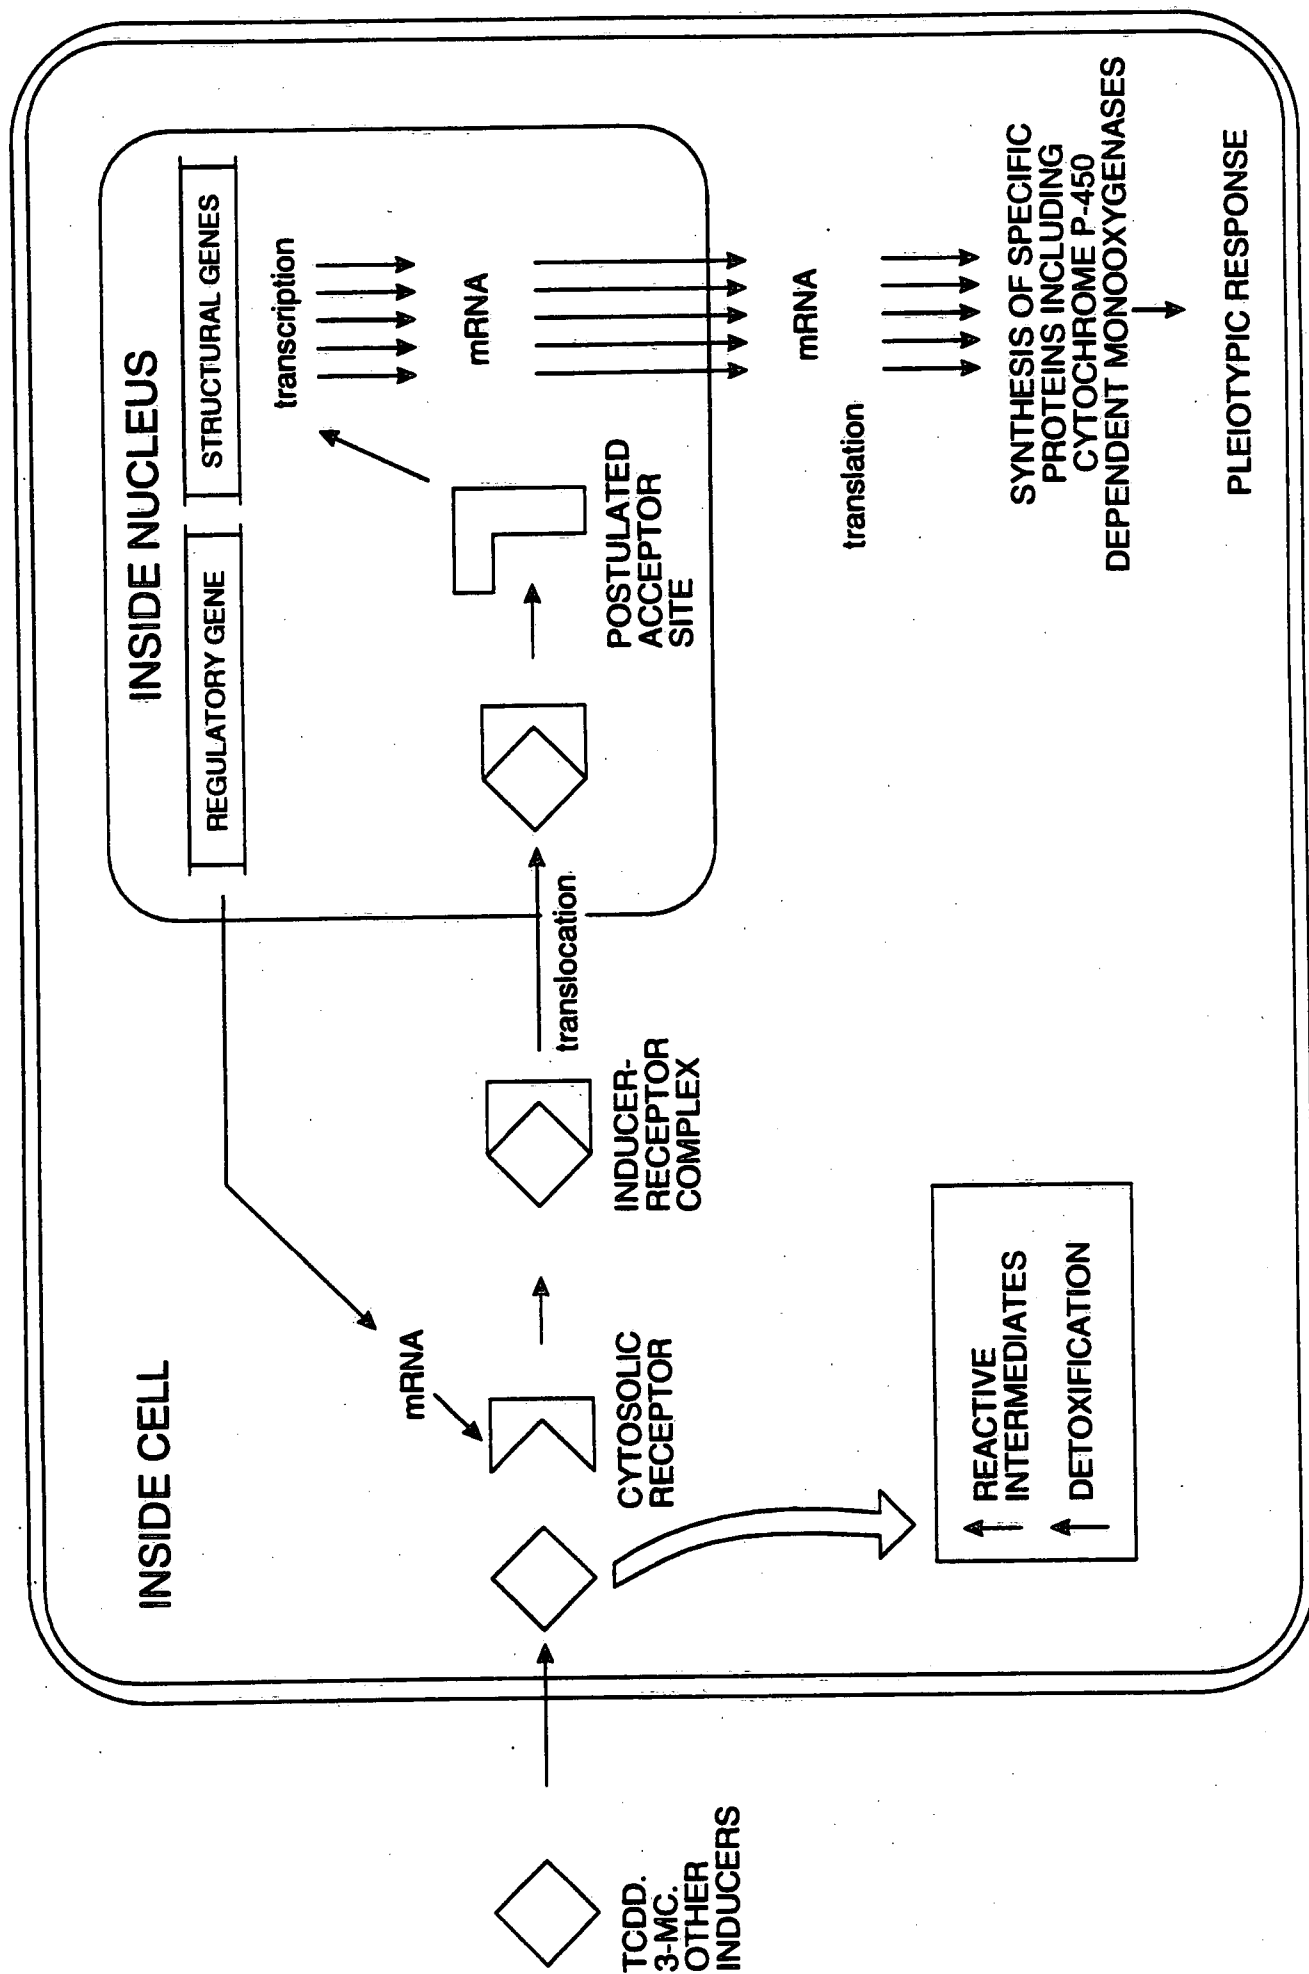 INSIDE CELL
INSIDE NUCLEUS
REGULATORY GENE
STRUCTURAL GENES
transcription
mRNA
mRNA
TCDD.
3-MC.
OTHER
INDUCERS
CYTOSOLIC
RECEPTOR
INDUCER-
RECEPTOR
COMPLEX
translocation
POSTULATED
ACCEPTOR
SITE
mRNA
translation
REACTIVE
INTERMEDIATES
DETOXIFICATION
SYNTHESIS OF SPECIFIC
PROTEINS INCLUDING
CYTOCHROME P-450
DEPENDENT MONOOXYGENASES
PLEIOTYPIC RESPONSE